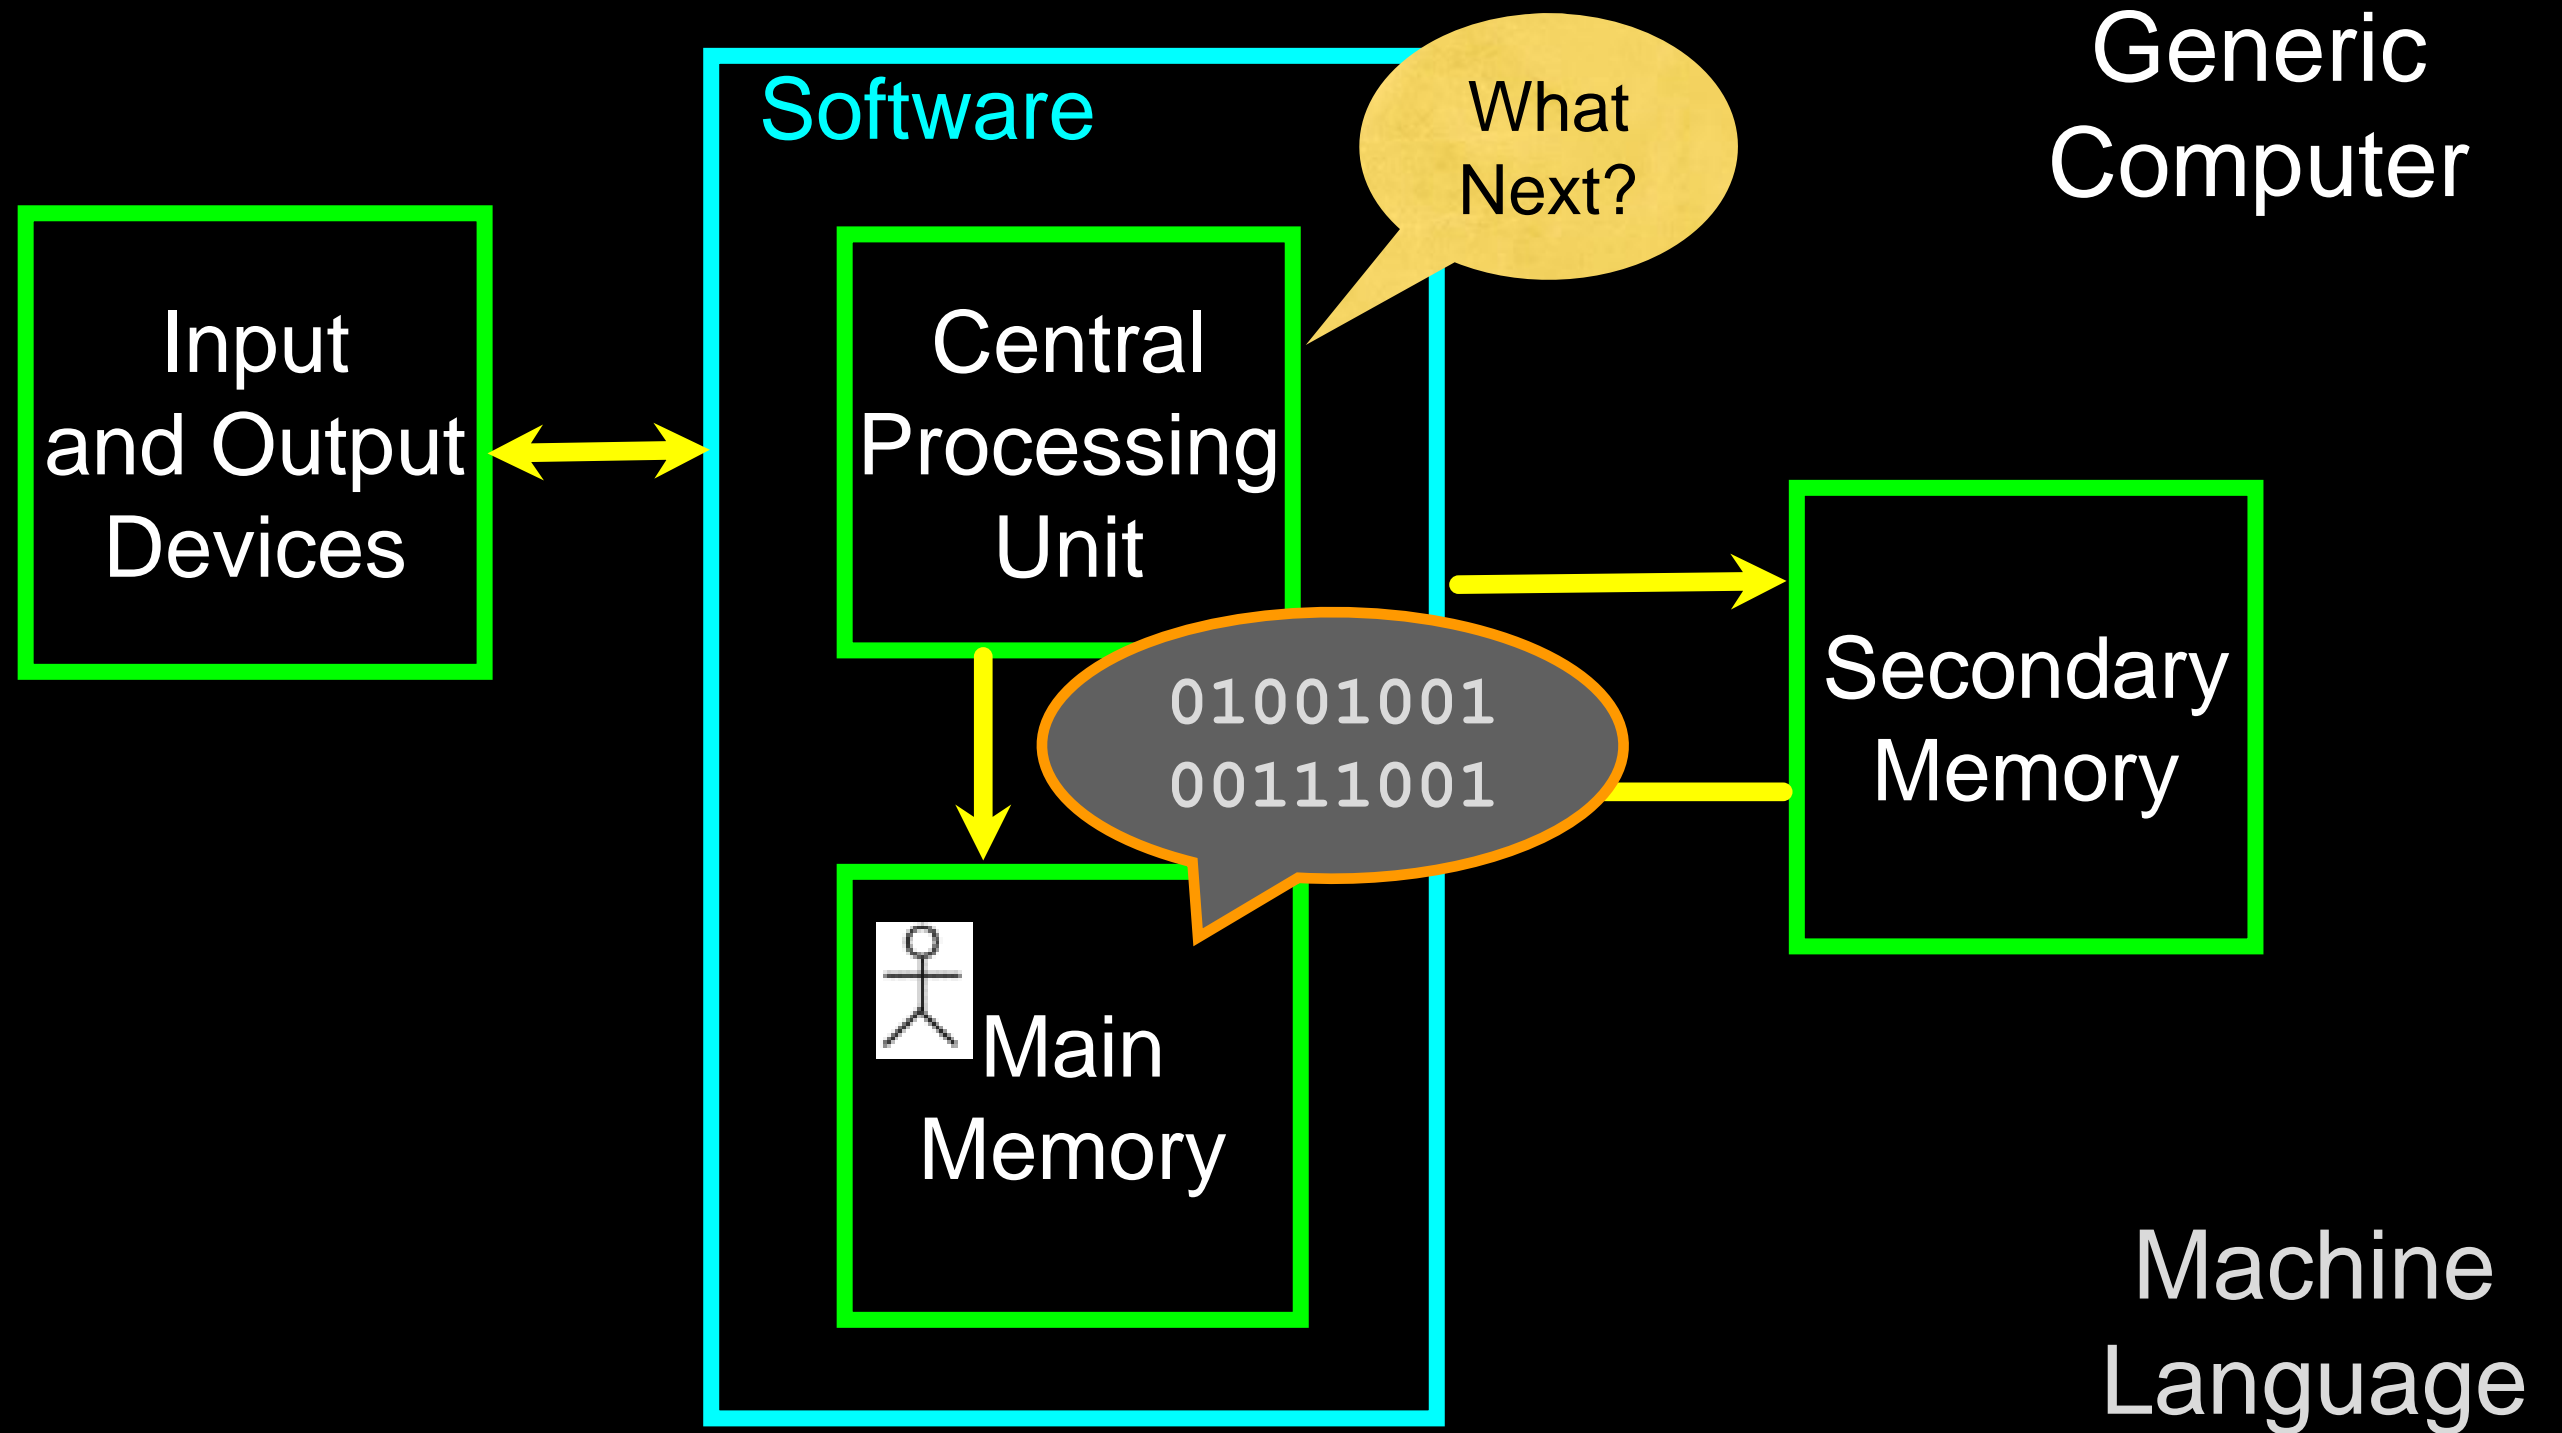 Generic
Computer
Software
What
Next?
Input
and Output
Devices
Central
Processing
Unit
01001001
00111001
Secondary
Memory
Main
Memory
Machine
Language